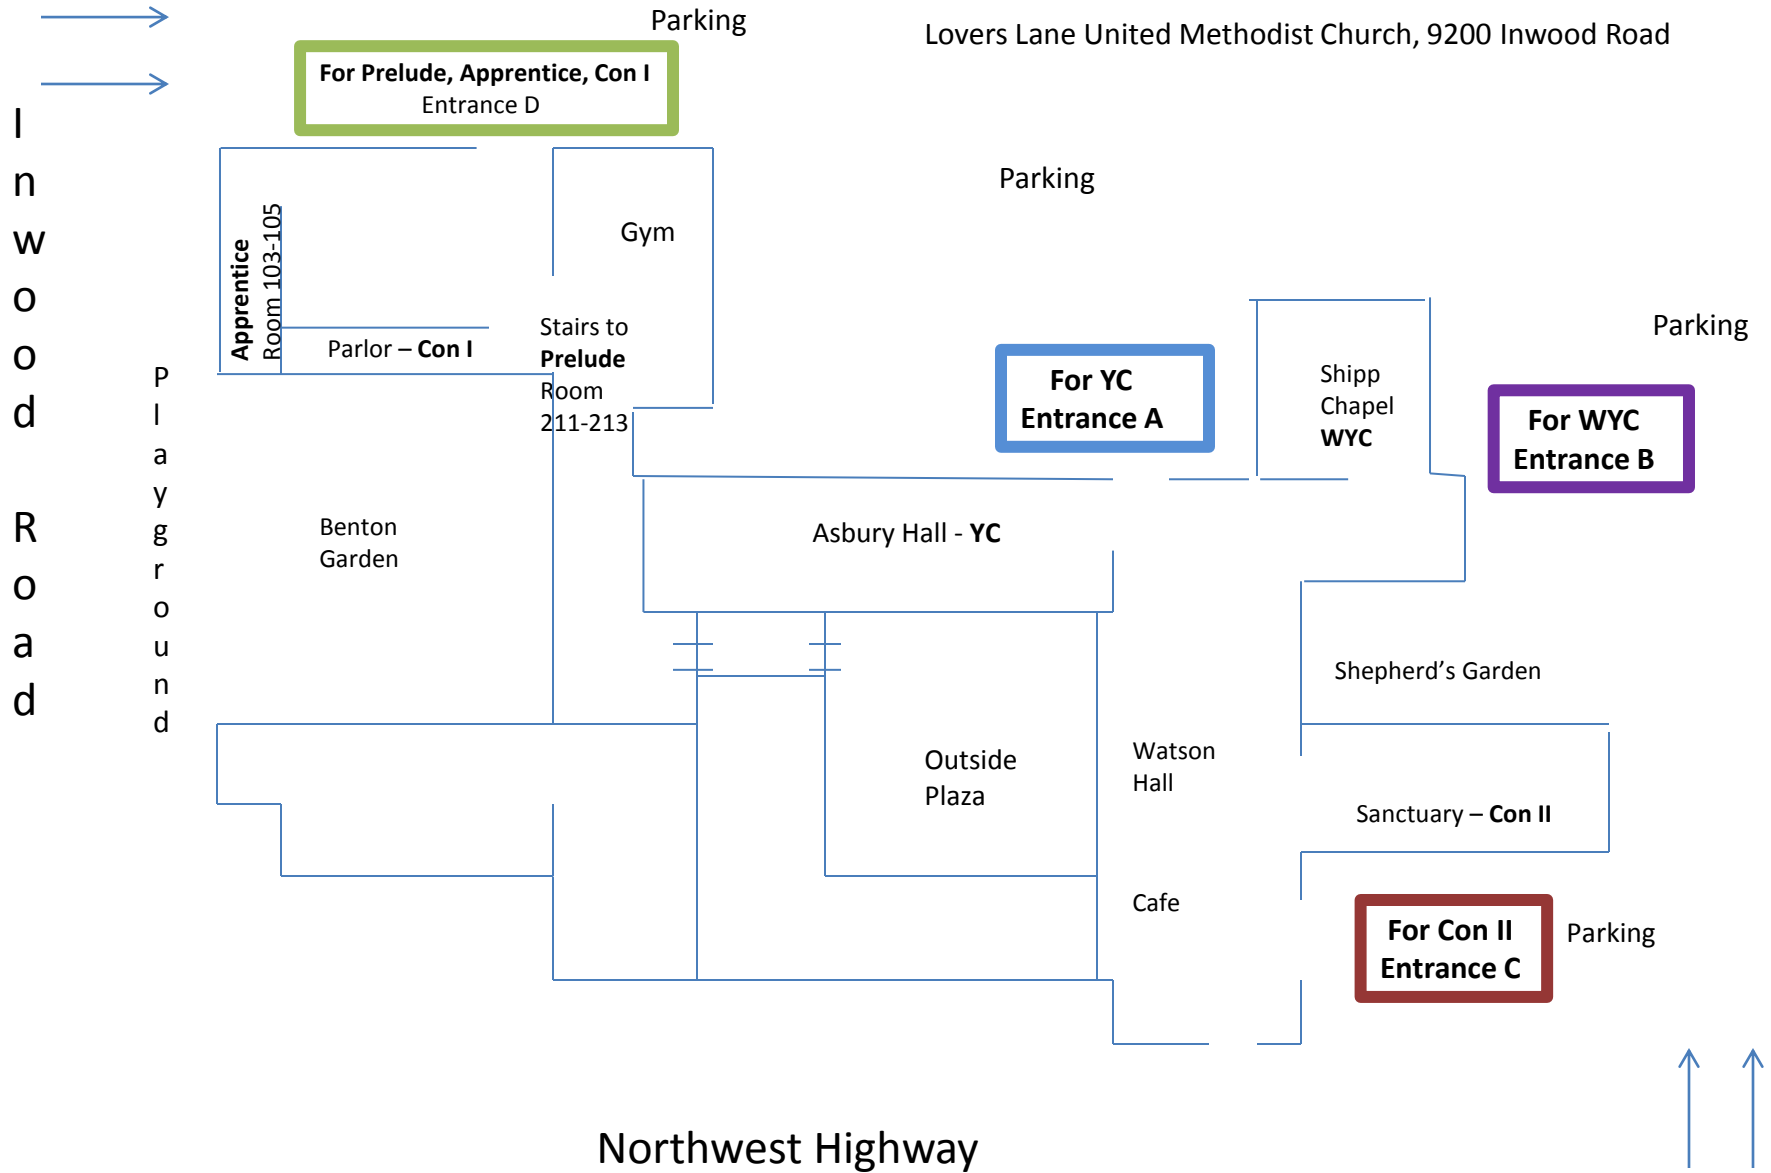 Parking
Lovers Lane United Methodist Church, 9200 Inwood Road
For Prelude, Apprentice, Con I
Entrance D
Inwood Road
Parking
Gym
Apprentice
Room 103-105
Parlor – Con I
Stairs to
Prelude
Room
211-213
Parking
For YC
Entrance A
Shipp
Chapel
WYC
For WYC
Entrance B
Playground
Benton
Garden
Asbury Hall - YC
Shepherd's Garden
Outside
Plaza
Watson
Hall
Sanctuary – Con II
Cafe
For Con II
Entrance C
Parking
Northwest Highway